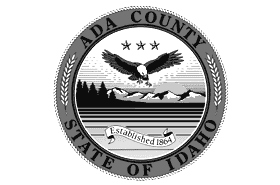 ADA COUNTY
Established 1864
STATE OF IDAHO